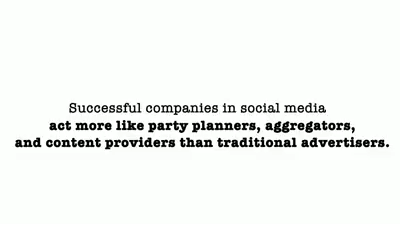 Successful companies in social media
act more like party planners, aggregators,
and content providers than traditional advertisers.